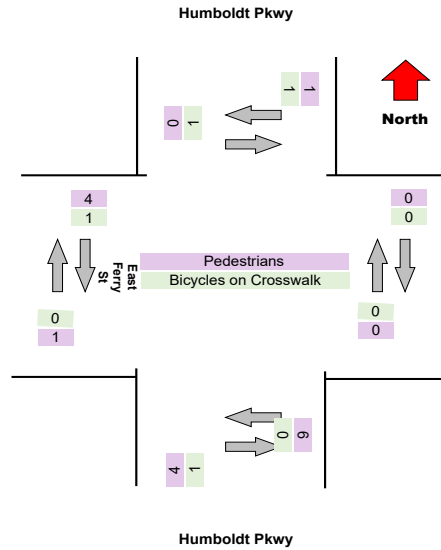 Humboldt Pkwy
1 1
0 1
North
4 0
1 0
Pedestrians
Bicycles on Crosswalk
East
Ferry
St
0 0
1 0
0
4 1
Humboldt Pkwy